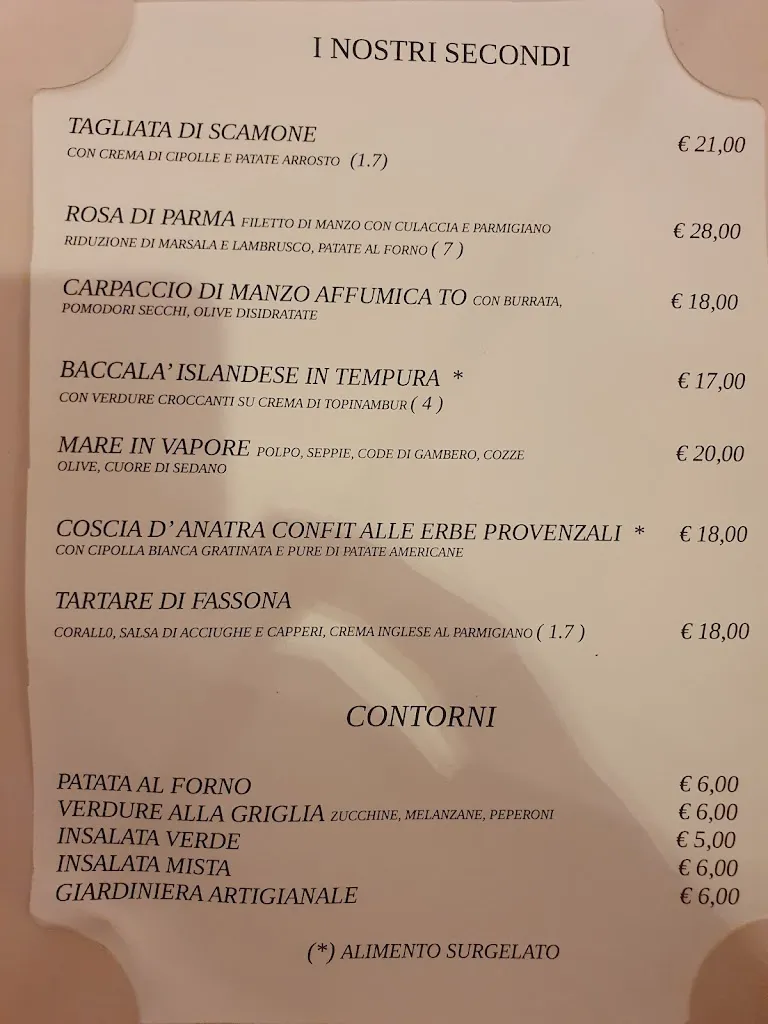 I NOSTRI SECONDI
TAGLIATA DI SCAMONE
€ 21,00
CON CREMA DI CIPOLLE E PATATE ARROSTO (1.7)
ROSA DI PARMA FILETTO DI MANZO CON CULACCIA E PARMIGIANO
€ 28,00
RIDUZIONE DI MARSALA E LAMBRUSCO, PATATE AL FORNO ( 7 )
CARPACCIO DI MANZO AFFUMICA TO CON BURRATA,
€ 18,00
POMODORI SECCHI, OLIVE DISIDRATATE
BACCALA' ISLANDESE IN TEMPURA *
€ 17,00
CON VERDURE CROCCANTI SU CREMA DI TOPINAMBUR ( 4 )
MARE IN VAPORE POLPO, SEPPIE, CODE DI GAMBERO, COZZE
€ 20,00
OLIVE, CUORE DI SEDANO
COSCIA D' ANATRA CONFIT ALLE ERBE PROVENZALI *
€ 18,00
CON CIPOLLA BIANCA GRATINATA E PURE DI PATATE AMERICANE
TARTARE DI FASSONA
CORALL0, SALSA DI ACCIUGHE E CAPPERI, CREMA INGLESE AL PARMIGIANO ( 1.7 )
€ 18,00
CONTORNI
PATATA AL FORNO € 6,00
VERDURE ALLA GRIGLIA ZUCCHINE, MELANZANE, PEPERONI € 6,00
INSALATA VERDE € 5,00
INSALATA MISTA € 6,00
GIARDINIERA ARTIGIANALE € 6,00
(*) ALIMENTO SURGELATO